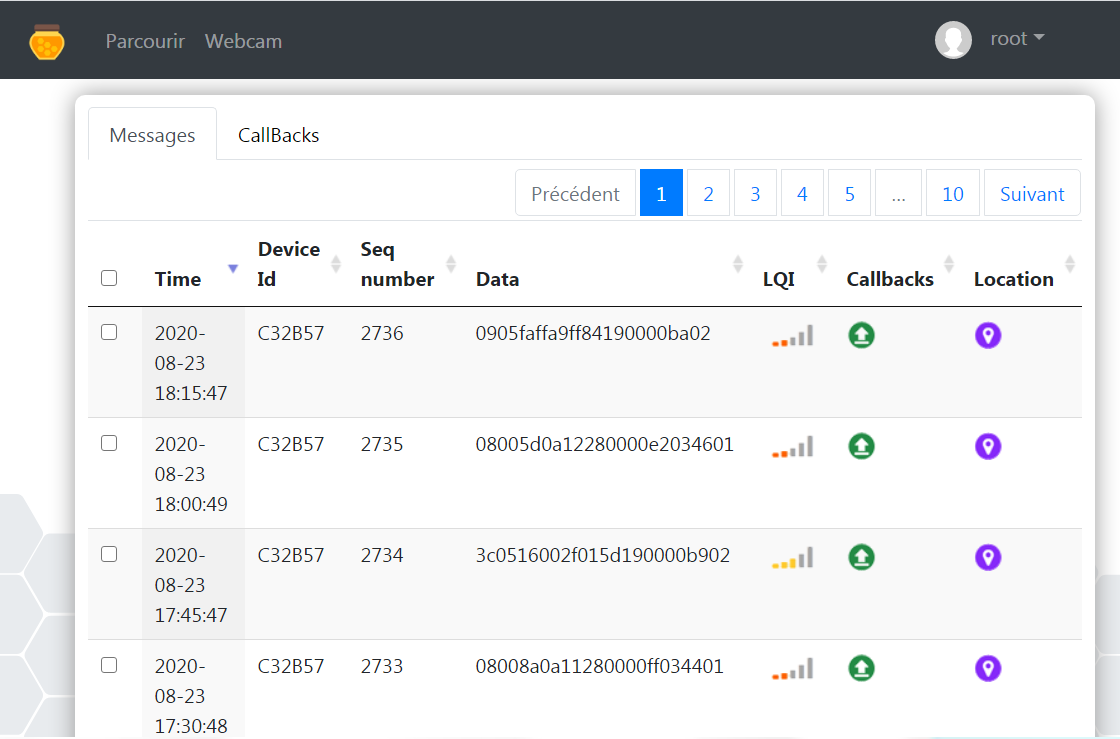 Parcourir Webcam root
Messages CallBacks
Précédent 1 2 3 4 5 ... 10 Suivant
Time Device Id Seq number Data LQI Callbacks Location
2020-
08-23
18:15:47
C32B57 2736 0905faffa9ff84190000ba02
2020-
08-23
18:00:49
C32B57 2735 08005d0a12280000e2034601
2020-
08-23
17:45:47
C32B57 2734 3c0516002f015d190000b902
2020-
08-23
17:30:48
C32B57 2733 08008a0a11280000ff034401